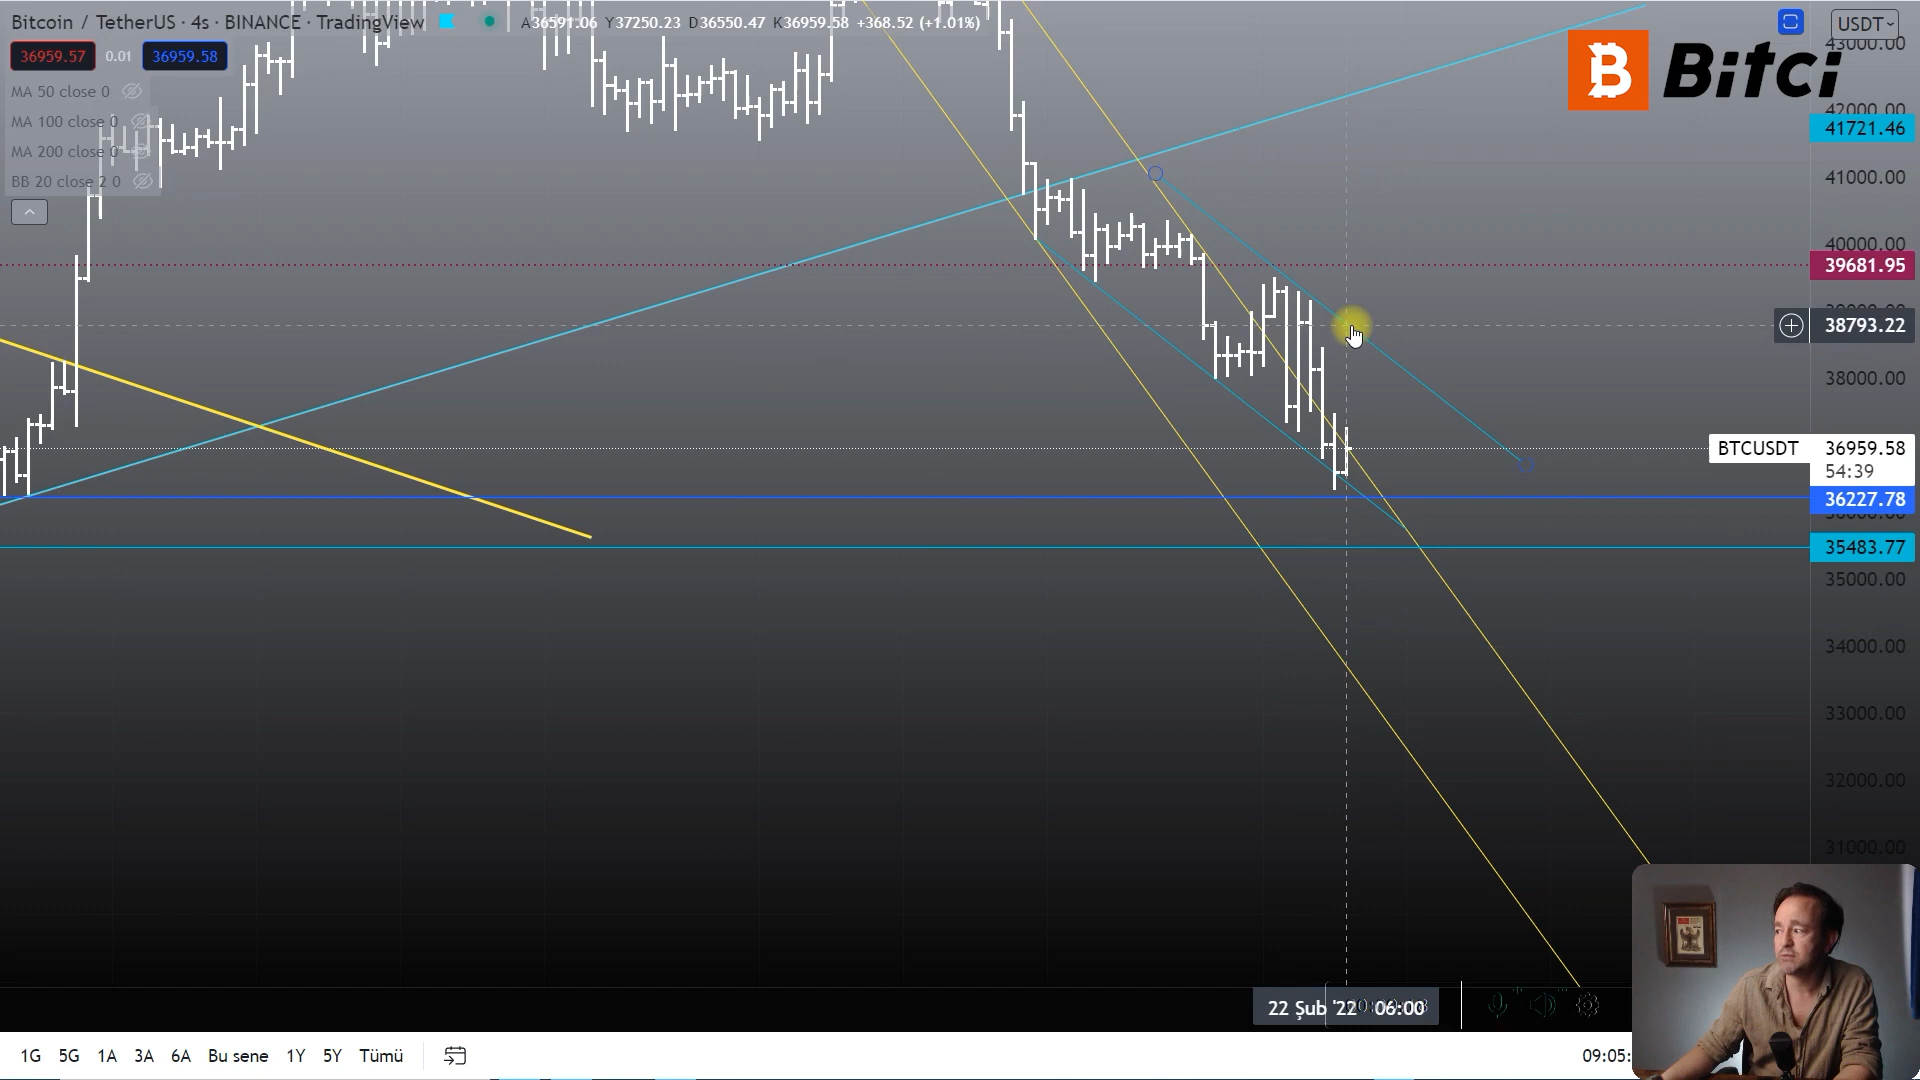 Bitcoin / TetherUS · 4s · BINANCE · TradingView
A36591.06 Y37250.23 D36550.47 K36959.58 +368.52 (+1.01%)
USDT
36959.57 0.01 36959.58
MA 50 close 0
MA 100 close 0
MA 200 close 0
BB 20 close 2 0
Bitci
43000.00
42000.00
41721.46
41000.00
40000.00
39681.95
38793.22
38000.00
BTCUSDT 36959.58
54:39
36227.78
35483.77
35000.00
34000.00
33000.00
32000.00
31000.00
22 Şub '22 06:00
1G 5G 1A 3A 6A Bu sene 1Y 5Y Tümü
09:05: